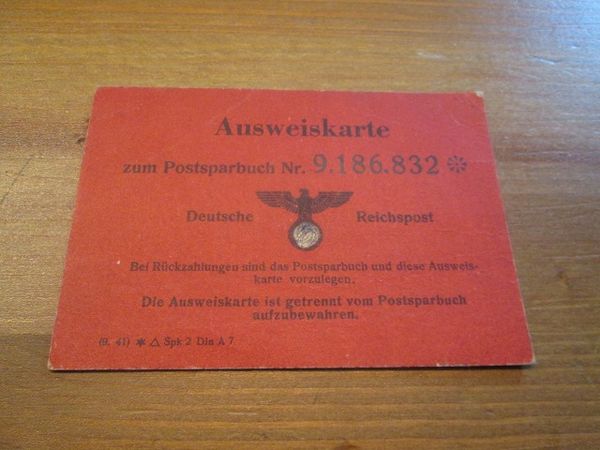 Ausweiskarte
zum Postsparbuch Nr. 9.186.832 *
Deutsche Reichspost
Bei Rückzahlungen sind das Postsparbuch und diese Ausweis-
karte vorzulegen.
Die Ausweiskarte ist getrennt vom Postsparbuch
aufzubewahren.
(9. 41) ✱ △ Spk 2 Din A 7